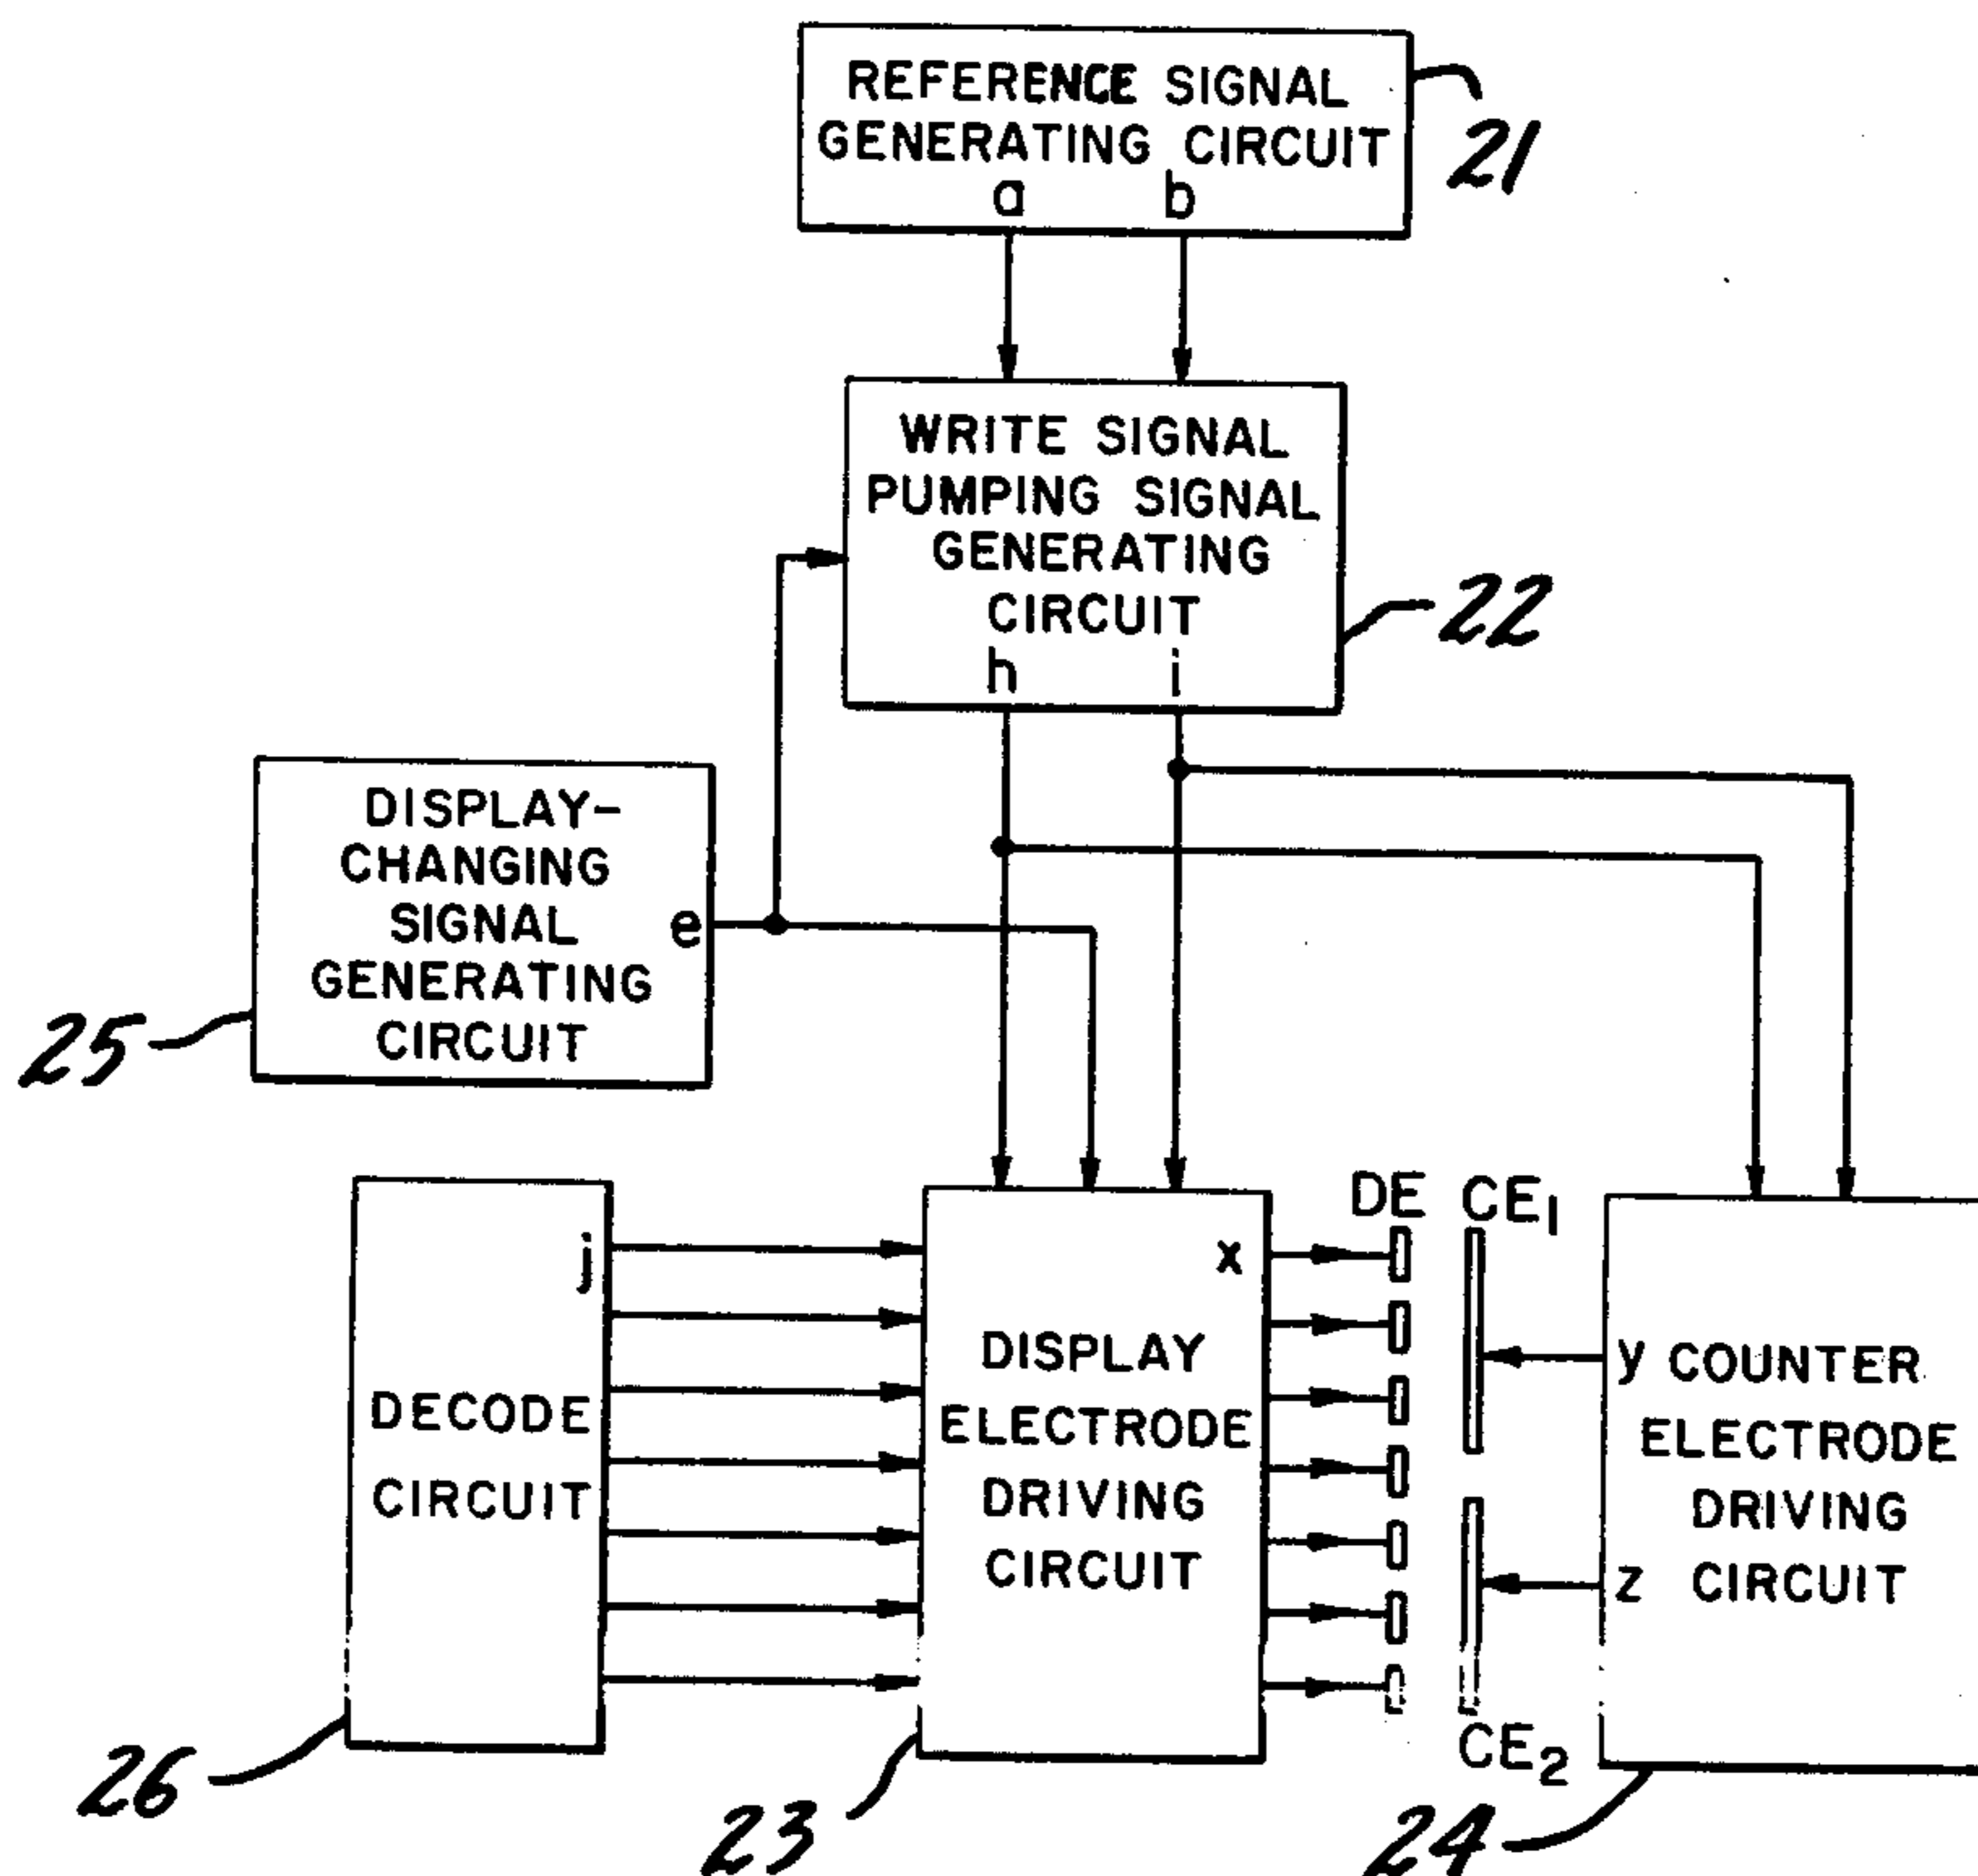 REFERENCE SIGNAL
GENERATING CIRCUIT
a b
21
WRITE SIGNAL
PUMPING SIGNAL
GENERATING
CIRCUIT
h i
22
DISPLAY-
CHANGING
SIGNAL
GENERATING
CIRCUIT
e
25
DECODE
CIRCUIT
j
26
DISPLAY
ELECTRODE
DRIVING
CIRCUIT
x
23
DE CE1
CE2
y COUNTER
ELECTRODE
DRIVING
z CIRCUIT
24